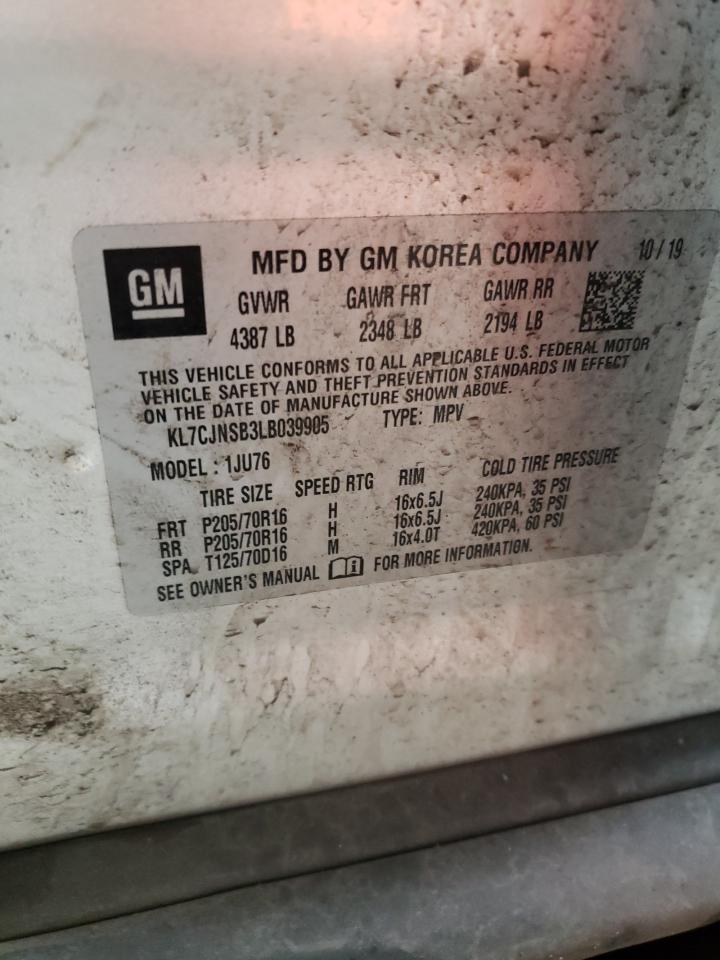 GM
MFD BY GM KOREA COMPANY 10/19
GVWR GAWR FRT GAWR RR
4387 LB 2348 LB 2194 LB
THIS VEHICLE CONFORMS TO ALL APPLICABLE U.S. FEDERAL MOTOR
VEHICLE SAFETY AND THEFT PREVENTION STANDARDS IN EFFECT
ON THE DATE OF MANUFACTURE SHOWN ABOVE.
KL7CJNSB3LB039905 TYPE: MPV
MODEL : 1JU76
TIRE SIZE SPEED RTG RIM COLD TIRE PRESSURE
FRT P205/70R16 H 16x6.5J 240KPA, 35 PSI
RR P205/70R16 H 16x6.5J 240KPA, 35 PSI
SPA T125/70D16 M 16x4.0T 420KPA, 60 PSI
SEE OWNER'S MANUAL FOR MORE INFORMATION.